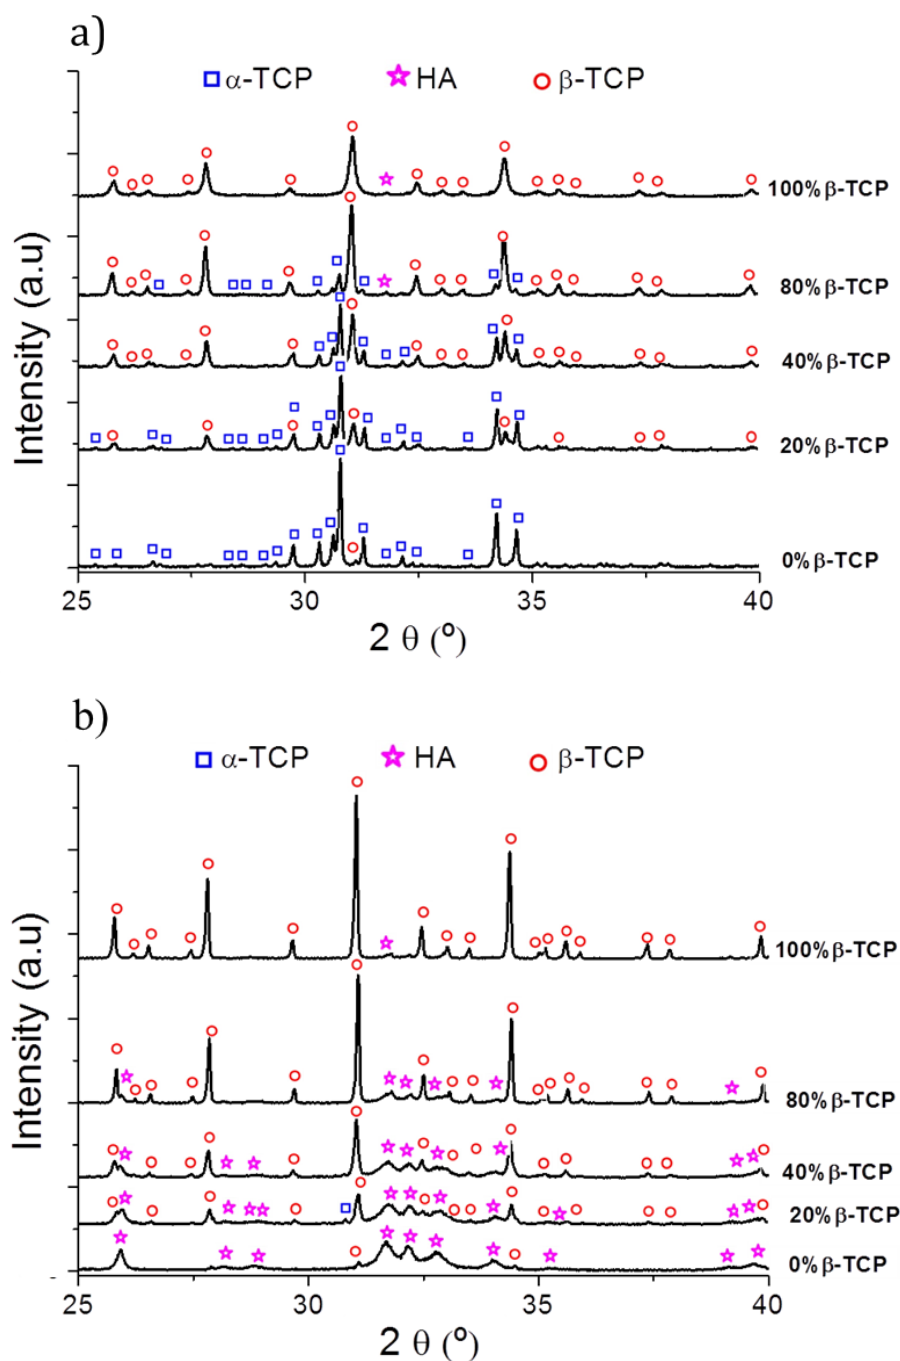 a)
α-TCP HA β-TCP
100% β-TCP
80% β-TCP
40% β-TCP
20% β-TCP
0% β-TCP
Intensity (a.u)
25 30 35 40
2 θ (º)
b)
α-TCP HA β-TCP
100% β-TCP
80% β-TCP
40% β-TCP
20% β-TCP
0% β-TCP
Intensity (a.u)
25 30 35 40
2 θ (º)